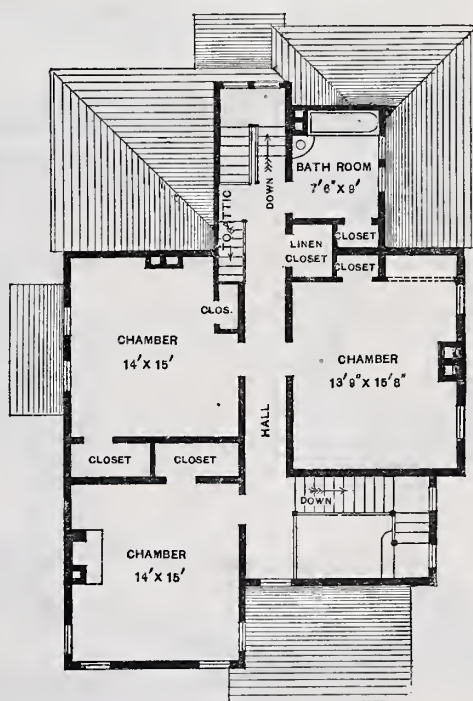 BATH ROOM
7'6" X 9'
DOWN
TO ATTIC
LINEN
CLOSET
CLOSET
CLOSET
CLOS.
CHAMBER
14' X 15'
CHAMBER
13'9" X 15'8"
HALL
CLOSET
CLOSET
DOWN
CHAMBER
14' X 15'